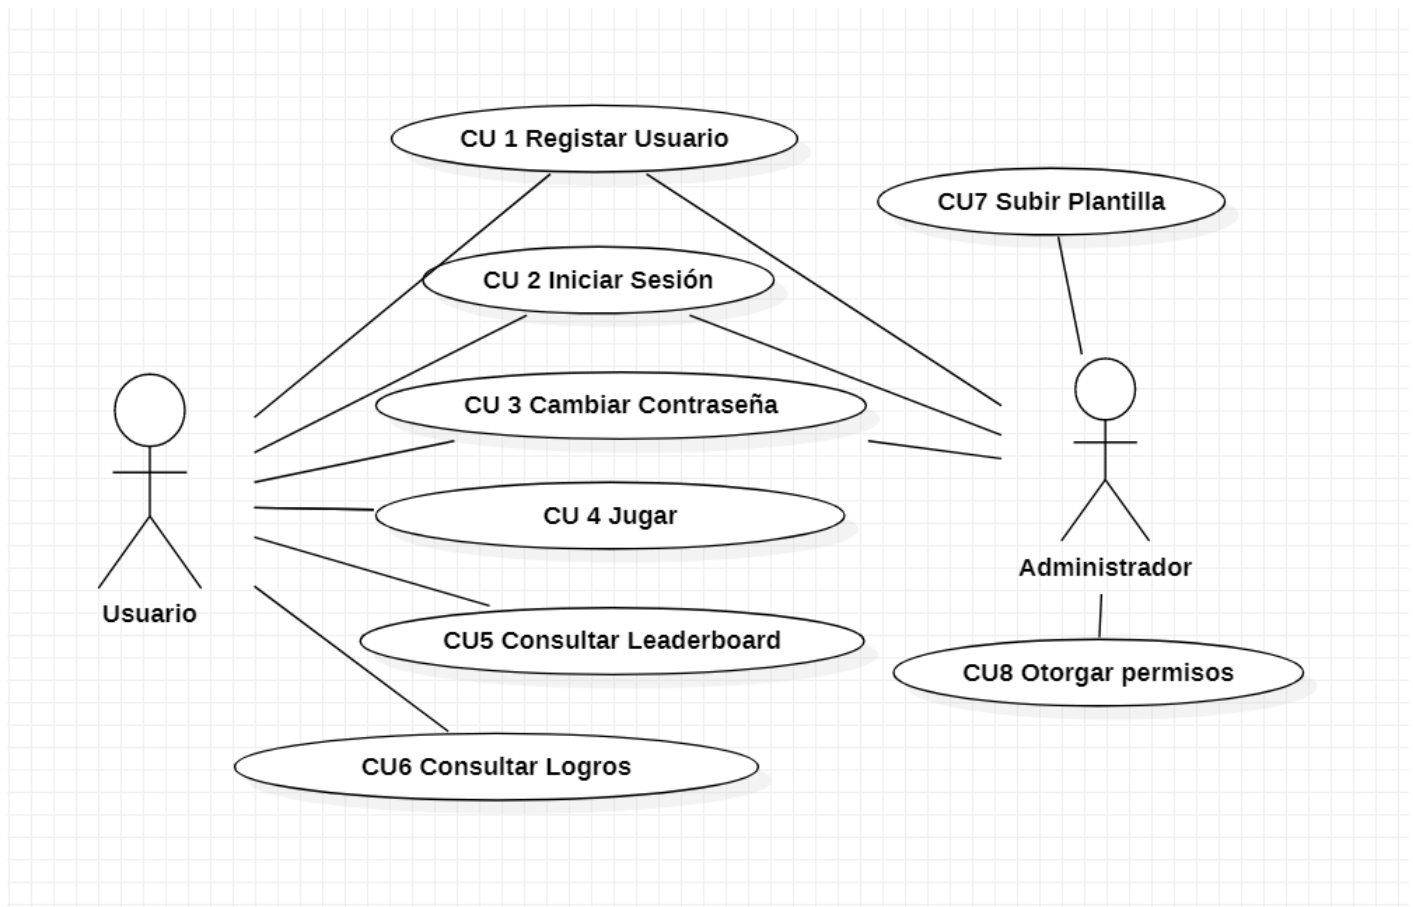 CU 1 Registar Usuario
CU7 Subir Plantilla
CU 2 Iniciar Sesión
CU 3 Cambiar Contraseña
CU 4 Jugar
Administrador
Usuario
CU5 Consultar Leaderboard
CU8 Otorgar permisos
CU6 Consultar Logros